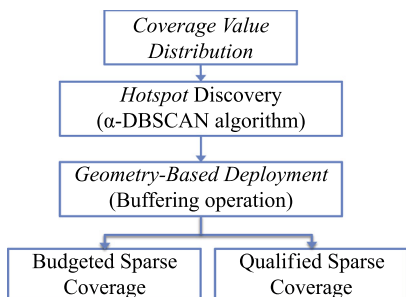 Coverage Value
Distribution
Hotspot Discovery
(α-DBSCAN algorithm)
Geometry-Based Deployment
(Buffering operation)
Budgeted Sparse
Coverage
Qualified Sparse
Coverage